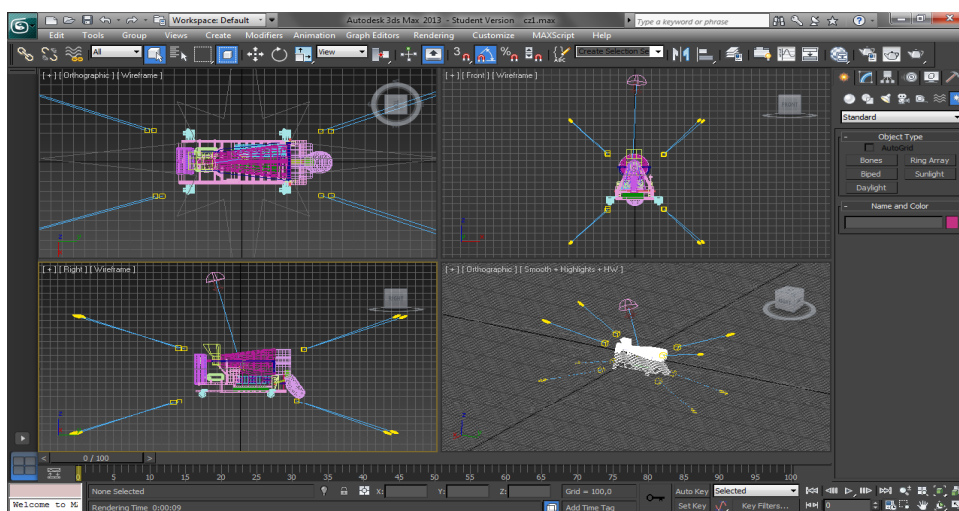 Workspace: Default
Autodesk 3ds Max 2013 - Student Version cz1.max
Type a keyword or phrase
Edit Tools Group Views Create Modifiers Animation Graph Editors Rendering Customize MAXScript Help
All
View
3
Create Selection Se
[ + ] [ Orthographic ] [ Wireframe ]
[ + ] [ Front ] [ Wireframe ]
FRONT
[ + ] [ Right ] [ Wireframe ]
RIGHT
[ + ] [ Orthographic ] [ Smooth + Highlights + HW ]
Standard
Object Type
AutoGrid
Bones Ring Array
Biped Sunlight
Daylight
Name and Color
0 / 100
0 5 10 15 20 25 30 35 40 45 50 55 60 65 70 75 80 85 90 95 100
None Selected
X: Y: Z:
Grid = 100,0
Auto Key Selected
Welcome to M
Rendering Time 0:00:09
Add Time Tag
Set Key Key Filters...
0